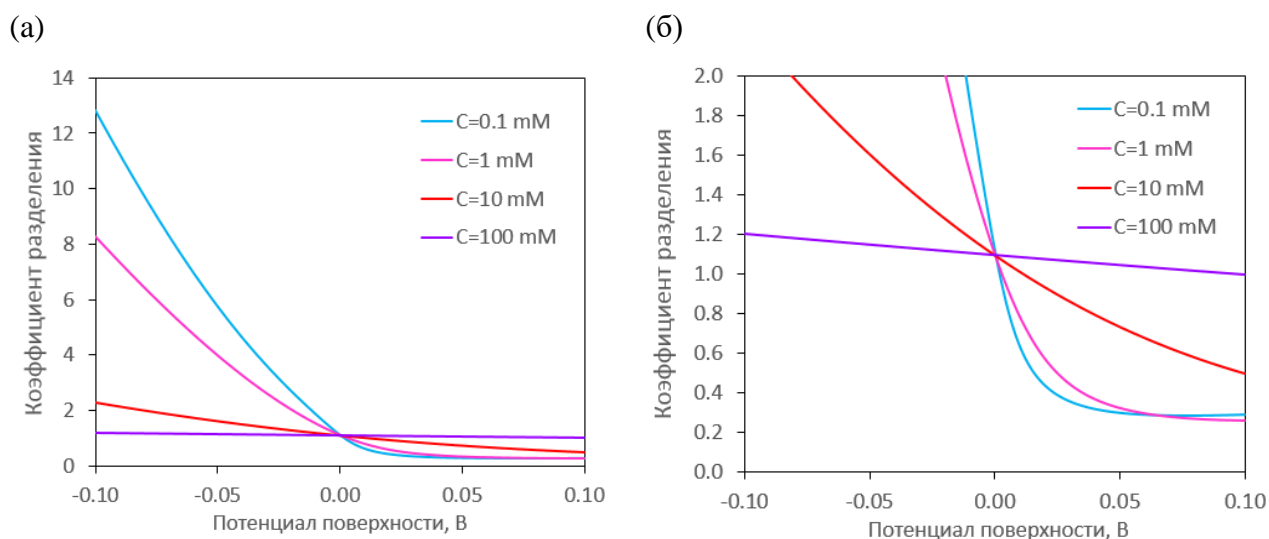 (а)
14
12
10
8
6
4
2
0
-0.10
-0.05
0.00
0.05
0.10
Коэффициент разделения
Потенциал поверхности, В
C=0.1 mM
C=1 mM
C=10 mM
C=100 mM
(б)
2.0
1.8
1.6
1.4
1.2
1.0
0.8
0.6
0.4
0.2
0.0
-0.10
-0.05
0.00
0.05
0.10
Коэффициент разделения
Потенциал поверхности, В
C=0.1 mM
C=1 mM
C=10 mM
C=100 mM